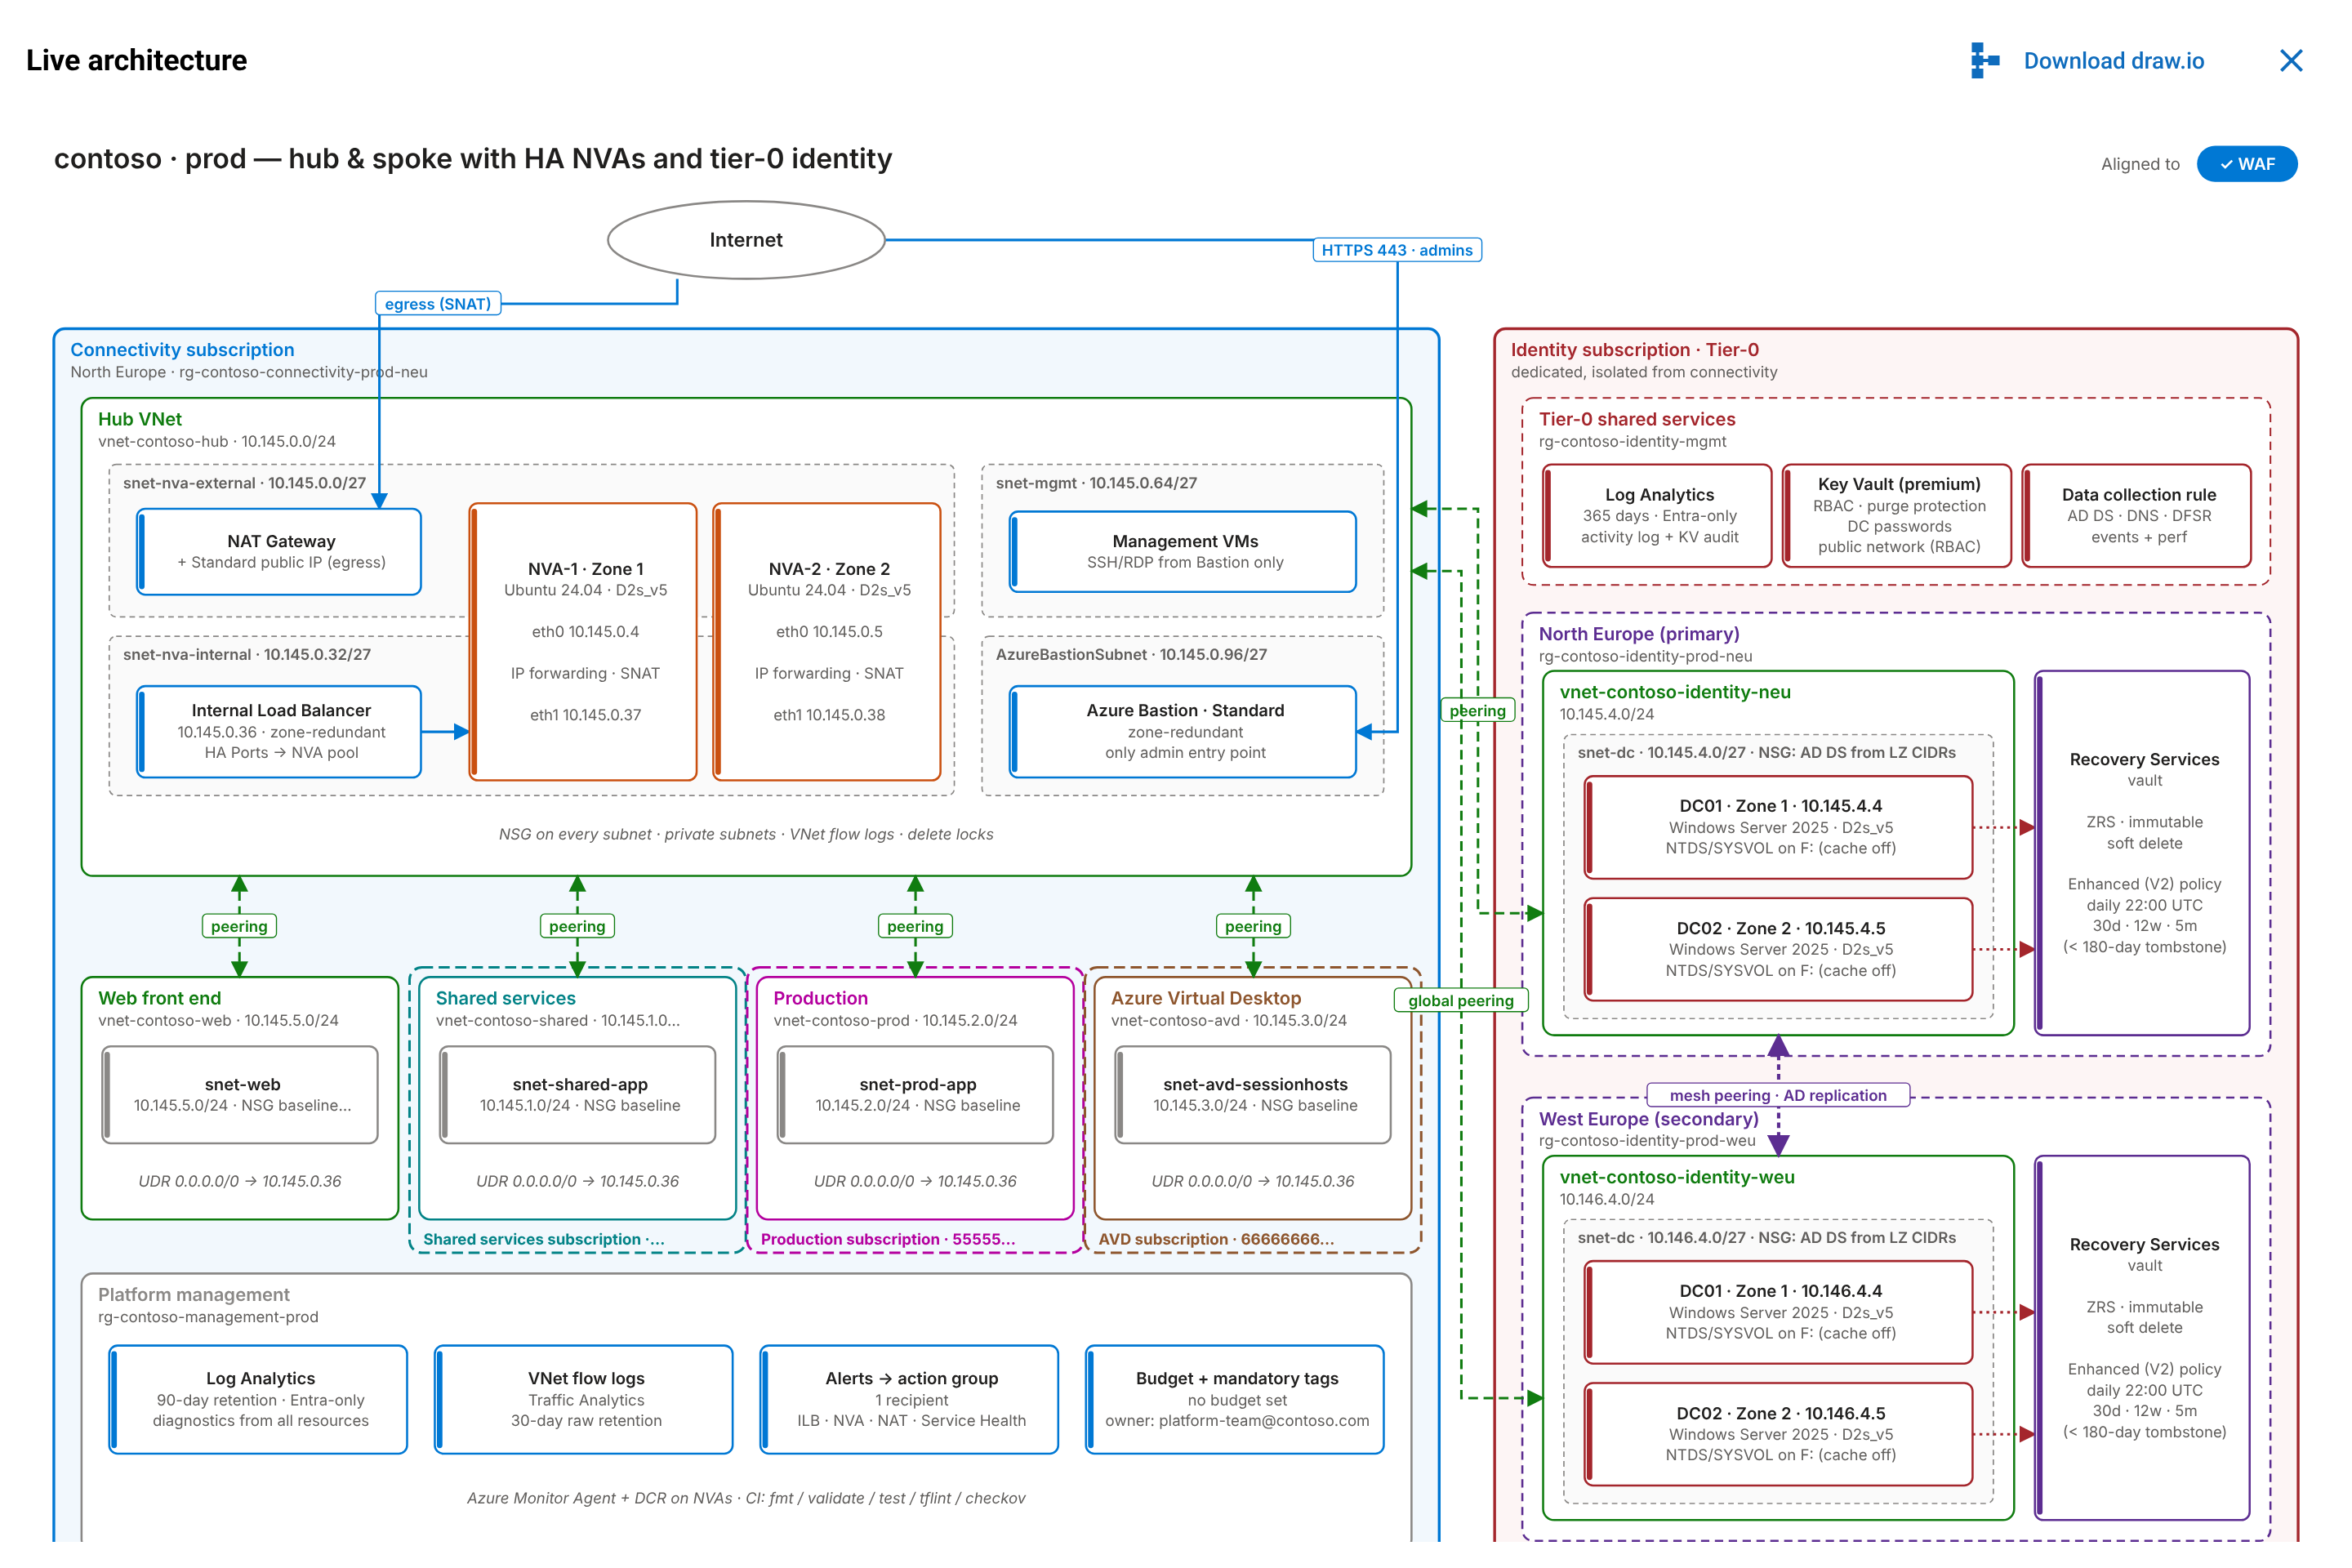 Live architecture
Download draw.io
contoso · prod — hub & spoke with HA NVAs and tier-0 identity
Aligned to
✓ WAF
Internet
HTTPS 443 · admins
egress (SNAT)
Connectivity subscription
North Europe · rg-contoso-connectivity-prod-neu
Hub VNet
vnet-contoso-hub · 10.145.0.0/24
snet-nva-external · 10.145.0.0/27
NAT Gateway
+ Standard public IP (egress)
NVA-1 · Zone 1
Ubuntu 24.04 · D2s_v5
eth0 10.145.0.4
IP forwarding · SNAT
eth1 10.145.0.37
NVA-2 · Zone 2
Ubuntu 24.04 · D2s_v5
eth0 10.145.0.5
IP forwarding · SNAT
eth1 10.145.0.38
snet-mgmt · 10.145.0.64/27
Management VMs
SSH/RDP from Bastion only
snet-nva-internal · 10.145.0.32/27
Internal Load Balancer
10.145.0.36 · zone-redundant
HA Ports → NVA pool
AzureBastionSubnet · 10.145.0.96/27
Azure Bastion · Standard
zone-redundant
only admin entry point
NSG on every subnet · private subnets · VNet flow logs · delete locks
peering
peering
peering
peering
peering
global peering
Web front end
vnet-contoso-web · 10.145.5.0/24
snet-web
10.145.5.0/24 · NSG baseline...
UDR 0.0.0.0/0 → 10.145.0.36
Shared services
vnet-contoso-shared · 10.145.1.0...
snet-shared-app
10.145.1.0/24 · NSG baseline
UDR 0.0.0.0/0 → 10.145.0.36
Shared services subscription ·...
Production
vnet-contoso-prod · 10.145.2.0/24
snet-prod-app
10.145.2.0/24 · NSG baseline
UDR 0.0.0.0/0 → 10.145.0.36
Production subscription · 55555...
Azure Virtual Desktop
vnet-contoso-avd · 10.145.3.0/24
snet-avd-sessionhosts
10.145.3.0/24 · NSG baseline
UDR 0.0.0.0/0 → 10.145.0.36
AVD subscription · 66666666...
Platform management
rg-contoso-management-prod
Log Analytics
90-day retention · Entra-only
diagnostics from all resources
VNet flow logs
Traffic Analytics
30-day raw retention
Alerts → action group
1 recipient
ILB · NVA · NAT · Service Health
Budget + mandatory tags
no budget set
owner: platform-team@contoso.com
Azure Monitor Agent + DCR on NVAs · CI: fmt / validate / test / tflint / checkov
Identity subscription · Tier-0
dedicated, isolated from connectivity
Tier-0 shared services
rg-contoso-identity-mgmt
Log Analytics
365 days · Entra-only
activity log + KV audit
Key Vault (premium)
RBAC · purge protection
DC passwords
public network (RBAC)
Data collection rule
AD DS · DNS · DFSR
events + perf
North Europe (primary)
rg-contoso-identity-prod-neu
vnet-contoso-identity-neu
10.145.4.0/24
snet-dc · 10.145.4.0/27 · NSG: AD DS from LZ CIDRs
DC01 · Zone 1 · 10.145.4.4
Windows Server 2025 · D2s_v5
NTDS/SYSVOL on F: (cache off)
DC02 · Zone 2 · 10.145.4.5
Windows Server 2025 · D2s_v5
NTDS/SYSVOL on F: (cache off)
Recovery Services
vault
ZRS · immutable
soft delete
Enhanced (V2) policy
daily 22:00 UTC
30d · 12w · 5m
(< 180-day tombstone)
mesh peering · AD replication
West Europe (secondary)
rg-contoso-identity-prod-weu
vnet-contoso-identity-weu
10.146.4.0/24
snet-dc · 10.146.4.0/27 · NSG: AD DS from LZ CIDRs
DC01 · Zone 1 · 10.146.4.4
Windows Server 2025 · D2s_v5
NTDS/SYSVOL on F: (cache off)
DC02 · Zone 2 · 10.146.4.5
Windows Server 2025 · D2s_v5
NTDS/SYSVOL on F: (cache off)
Recovery Services
vault
ZRS · immutable
soft delete
Enhanced (V2) policy
daily 22:00 UTC
30d · 12w · 5m
(< 180-day tombstone)